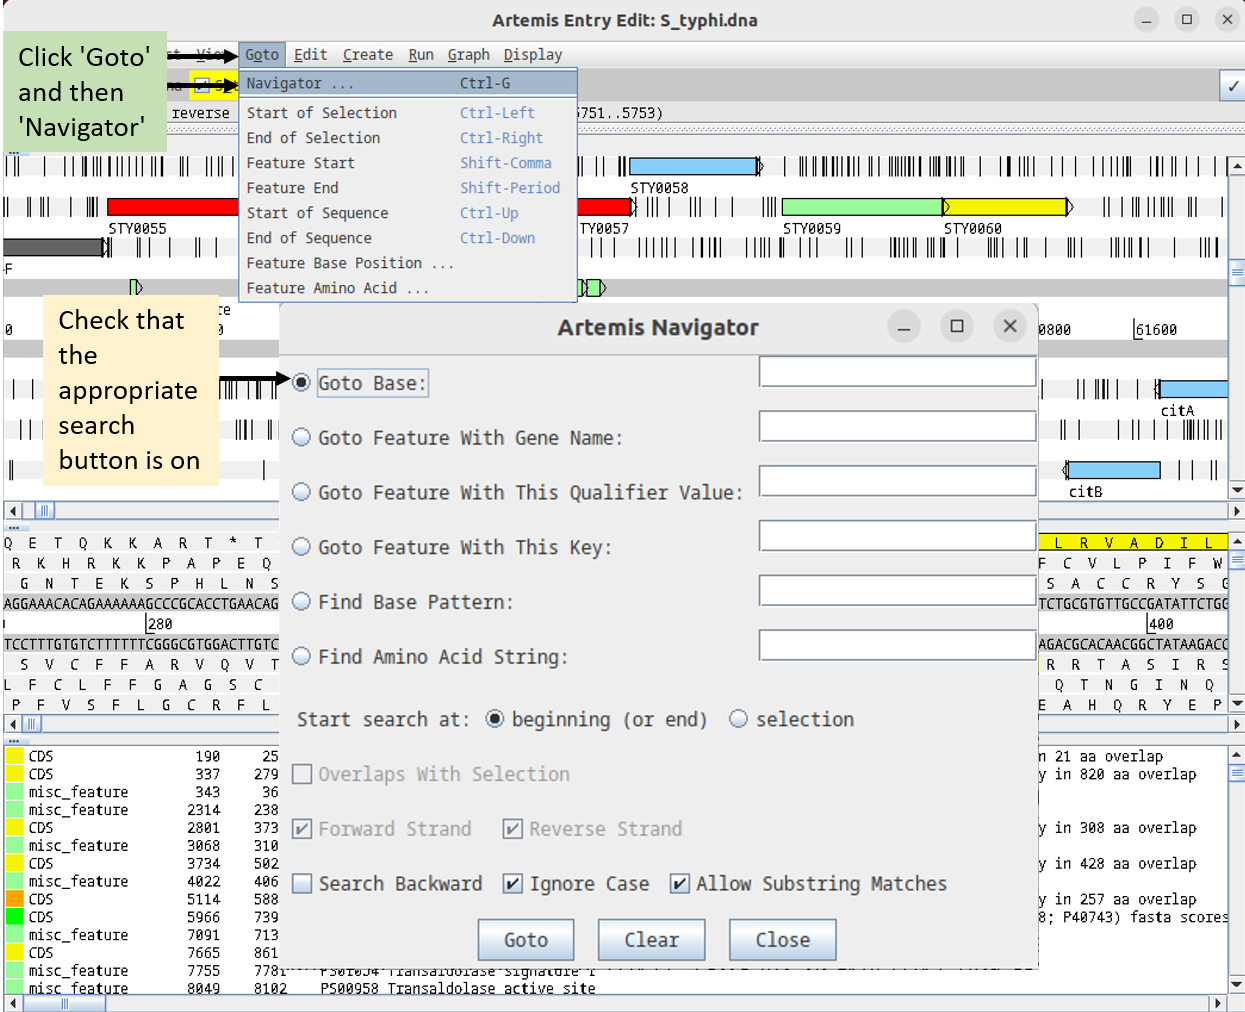 Artemis Entry Edit: S_typhi.dna
Click 'Goto'
and then
'Navigator'
Goto Edit Create Run Graph Display
Navigator ... Ctrl-G
reverse 5751..5753)
Start of Selection Ctrl-Left
End of Selection Ctrl-Right
Feature Start Shift-Comma
Feature End Shift-Period
Start of Sequence Ctrl-Up
End of Sequence Ctrl-Down
Feature Base Position ...
Feature Amino Acid ...
STY0058
STY0055 TY0057 STY0059 STY0060
0800 61600
citA
citB
Check that
the
appropriate
search
button is on
Artemis Navigator
Goto Base:
Goto Feature With Gene Name:
Goto Feature With This Qualifier Value:
Goto Feature With This Key:
Find Base Pattern:
Find Amino Acid String:
Start search at: beginning (or end) selection
Overlaps With Selection
Forward Strand Reverse Strand
Search Backward Ignore Case Allow Substring Matches
Goto Clear Close
Q E T Q K K A R T * T L R V A D I L
R K H R K K P A P E Q F C V L P I F W
G N T E K S P H L N S S A C C R Y S G
AGGAAACACAGAAAAAAGCCCGCACCTGAACAG TCTGCGTGTTGCCGATATTCTGG
280 400
TCCTTTGTGTCTTTTTTCGGGCGTGGACTTGTC AGACGCACAACGGCTATAAGACC
S V C F F A R V Q V T R R T A S I R S
L F C L F F G A G S C Q T N G I N Q
P F V S F L G C R F L E A H Q R Y E P
CDS 190 25 n 21 aa overlap
CDS 337 279 y in 820 aa overlap
misc_feature 343 36
misc_feature 2314 238
CDS 2801 373 y in 308 aa overlap
misc_feature 3068 310
CDS 3734 502 y in 428 aa overlap
misc_feature 4022 406
CDS 5114 588 y in 257 aa overlap
CDS 5966 739 8; P40743) fasta scores
misc_feature 7091 713
CDS 7665 861
misc_feature 7755 778
misc_feature 8049 8102 PS00958 Transaldolase active site